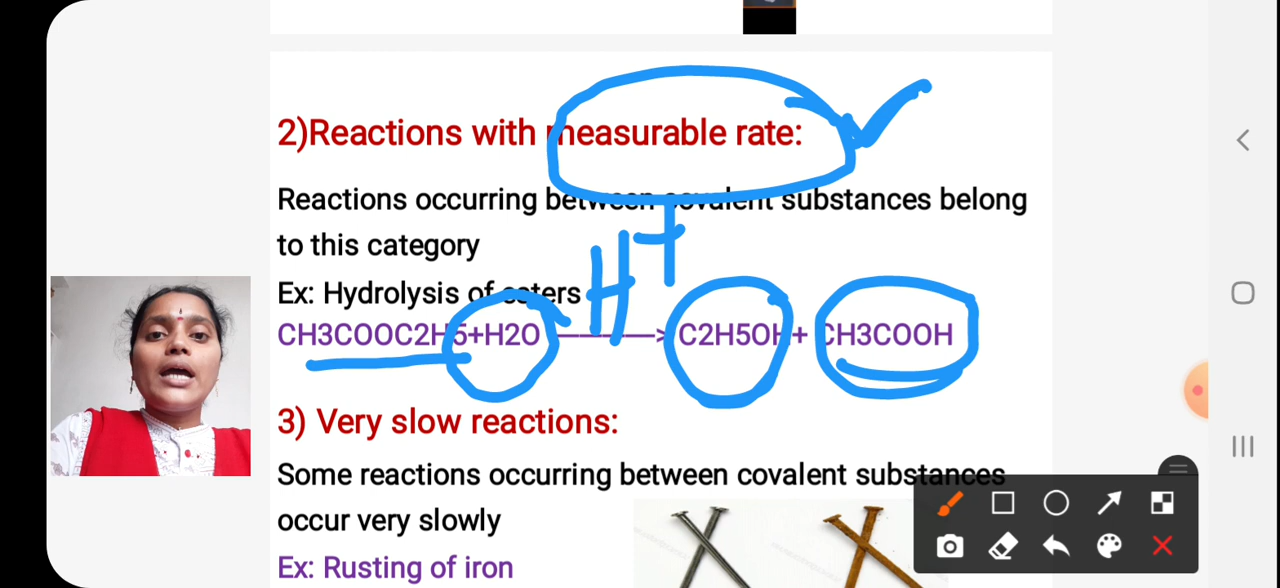 2)Reactions with measurable rate:
Reactions occurring between covalent substances belong
to this category
H+
Ex: Hydrolysis of esters
CH3COOC2H5+H2O ————> C2H5OH+ CH3COOH
3) Very slow reactions:
Some reactions occurring between covalent substances
occur very slowly
Ex: Rusting of iron